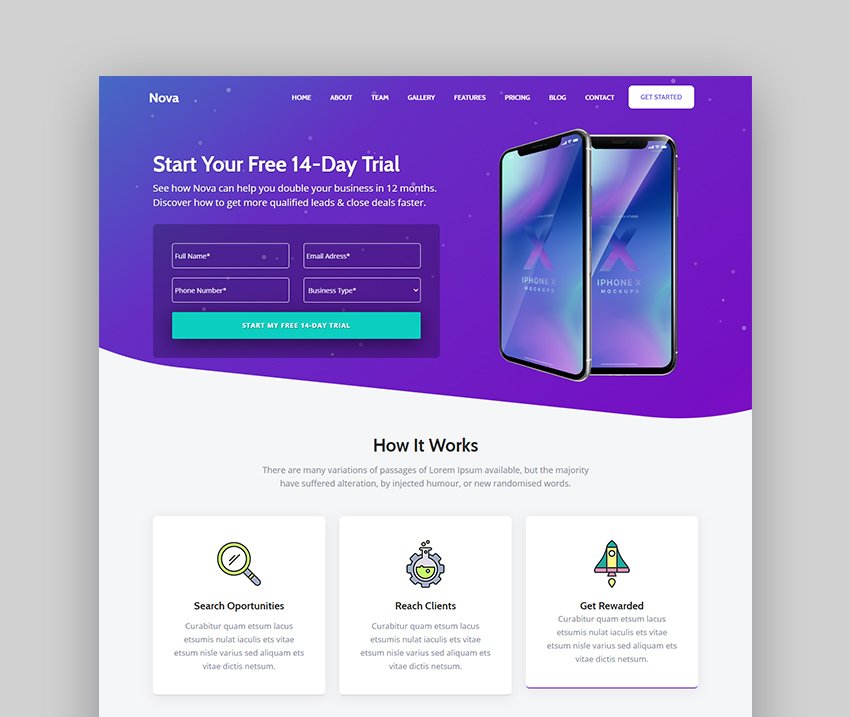 Nova
HOME ABOUT TEAM GALLERY FEATURES PRICING BLOG CONTACT GET STARTED
Start Your Free 14-Day Trial
See how Nova can help you double your business in 12 months.
Discover how to get more qualified leads & close deals faster.
Full Name*
Email Adress*
Phone Number*
Business Type*
START MY FREE 14-DAY TRIAL
X
IPHONE X
MOCKUPS
X
IPHONE X
MOCKUPS
How It Works
There are many variations of passages of Lorem Ipsum available, but the majority
have suffered alteration, by injected humour, or new randomised words.
Search Oportunities
Curabitur quam etsum lacus
etsumis nulat iaculis ets vitae
etsum nisle varius sed aliquam ets
vitae dictis netsum.
Reach Clients
Curabitur quam etsum lacus
etsumis nulat iaculis ets vitae
etsum nisle varius sed aliquam ets
vitae dictis netsum.
Get Rewarded
Curabitur quam etsum lacus
etsumis nulat iaculis ets vitae
etsum nisle varius sed aliquam ets
vitae dictis netsum.